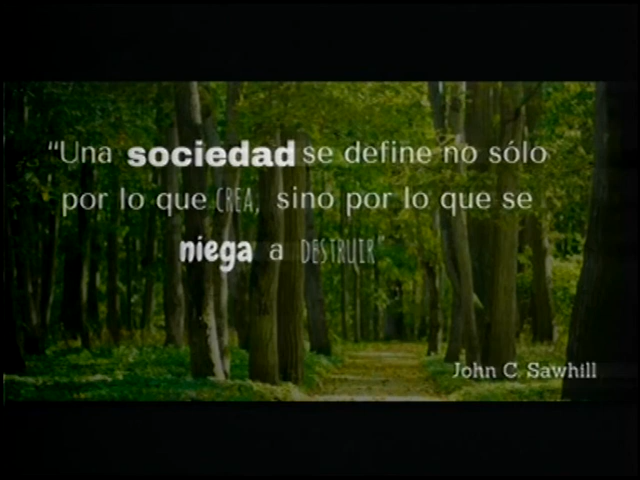 “Una sociedad se define no sólo
por lo que CREA, sino por lo que se
niega a DESTRUIR”
John C. Sawhill